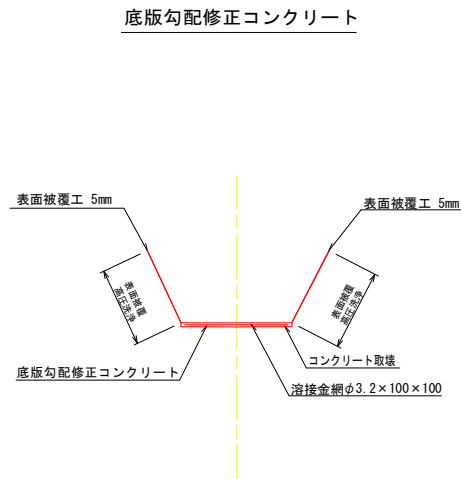 底版勾配修正コンクリート
表面被覆工 5mm
表面被覆工 5mm
表面被覆
高圧洗浄
表面被覆
高圧洗浄
コンクリート取壊
底版勾配修正コンクリート
溶接金網φ3.2×100×100